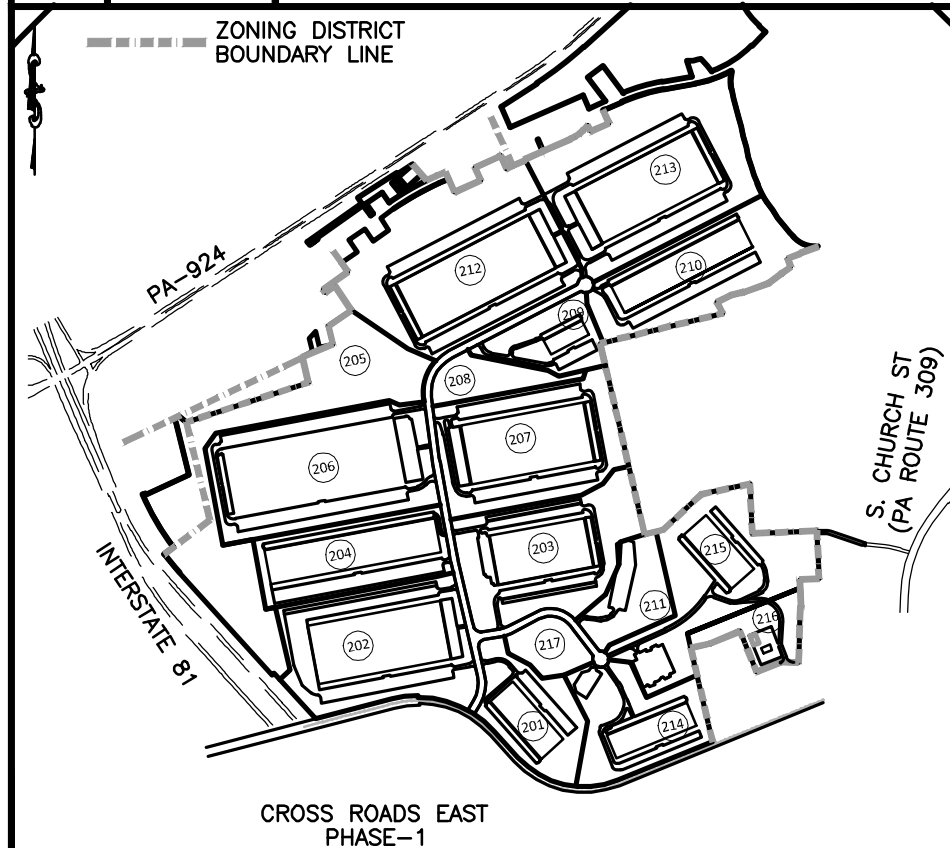 ZONING DISTRICT
BOUNDARY LINE
213
PA-924
212
210
209
205
208
S. CHURCH ST
(PA ROUTE 309)
207
206
204
203
215
INTERSTATE 81
211
216
217
202
201
214
CROSS ROADS EAST
PHASE-1